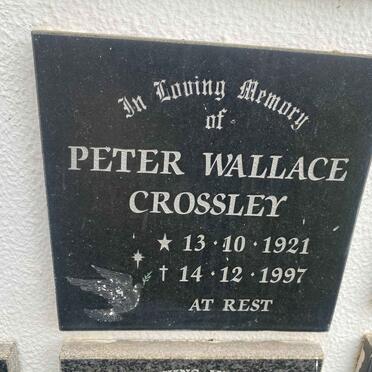 In Loving Memory
of
PETER WALLACE
CROSSLEY
★ 13·10·1921
† 14·12·1997
AT REST